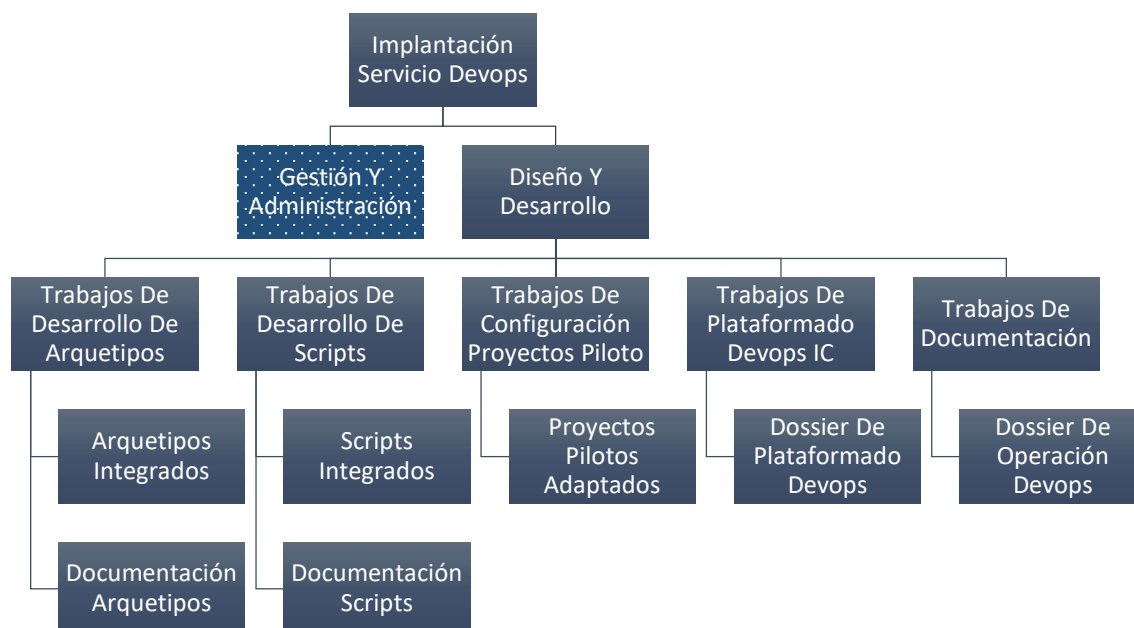 Implantación
Servicio Devops
Gestión Y
Administración
Diseño Y
Desarrollo
Trabajos De
Desarrollo De
Arquetipos
Trabajos De
Desarrollo De
Scripts
Trabajos De
Configuración
Proyectos Piloto
Trabajos De
Plataformado
Devops IC
Trabajos De
Documentación
Arquetipos
Integrados
Scripts
Integrados
Proyectos
Pilotos
Adaptados
Dossier De
Plataformado
Devops
Dossier De
Operación
Devops
Documentación
Arquetipos
Documentación
Scripts